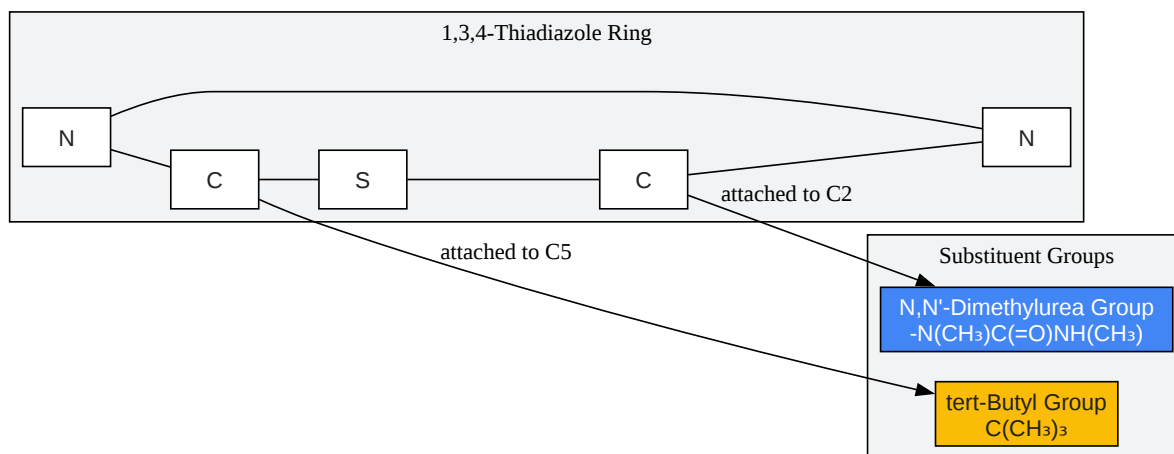 1,3,4-Thiadiazole Ring
N
N
C
S
C
attached to C2
attached to C5
Substituent Groups
N,N'-Dimethylurea Group
-N(CH₃)C(=O)NH(CH₃)
tert-Butyl Group
C(CH₃)₃